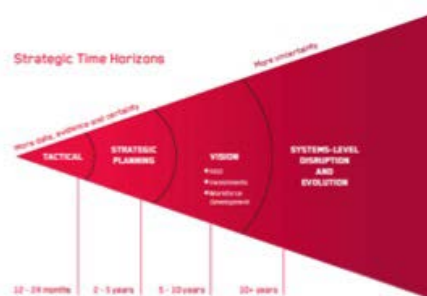 Strategic Time Horizons
More uncertainty
More data, evidence and certainty
TACTICAL
STRATEGIC
PLANNING
VISION
Investments
Workforce
Development
SYSTEMS-LEVEL
DISRUPTION
AND
EVOLUTION
12 - 24 months
2 - 5 years
5 - 10 years
10+ years